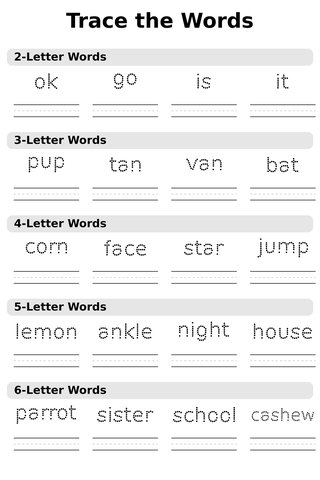 Trace the Words
2-Letter Words
ok go is it
3-Letter Words
pup tan van bat
4-Letter Words
corn face star jump
5-Letter Words
lemon ankle night house
6-Letter Words
parrot sister school cashew